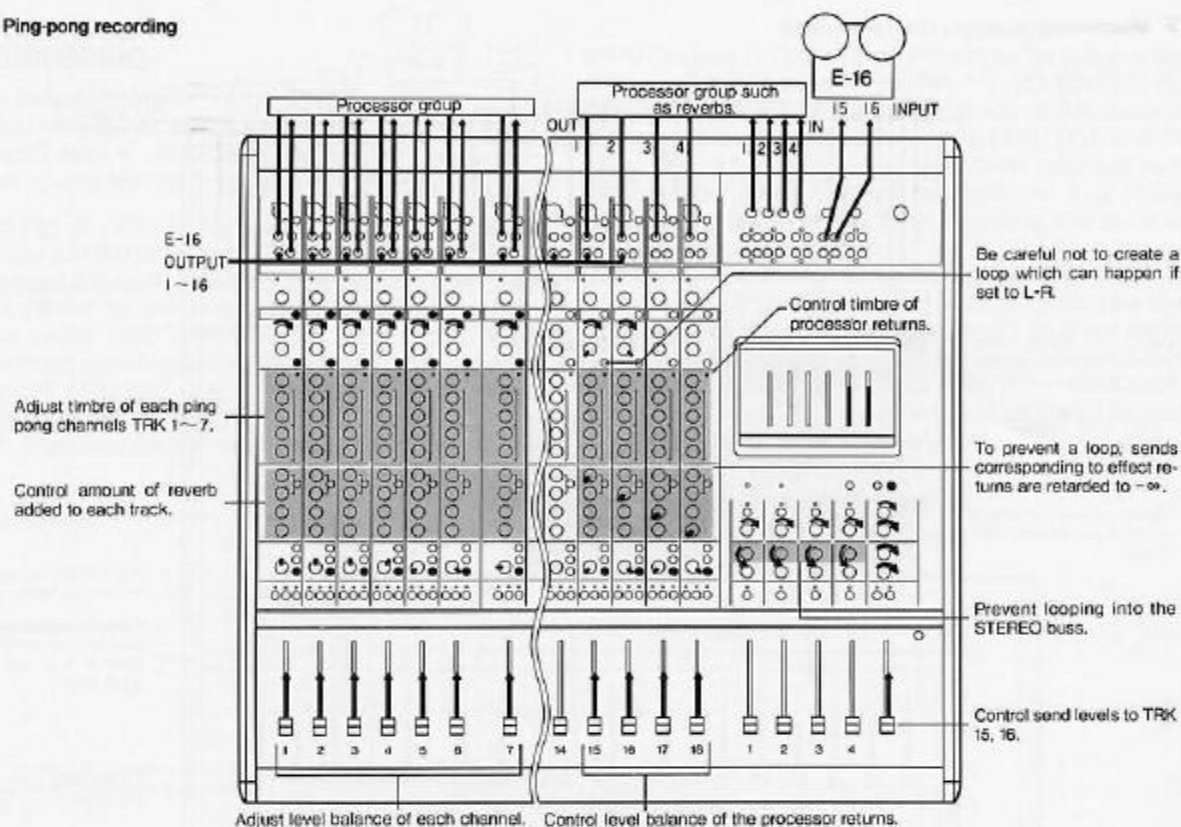 Ping-pong recording
E-16
15 16 INPUT
Processor group
Processor group such
as reverbs.
OUT
1 2 3 4
IN
1 2 3 4
E-16
OUTPUT
1~16
Be careful not to create a
loop which can happen if
set to L-R.
Control timbre of
processor returns.
Adjust timbre of each ping
pong channels TRK 1~7.
To prevent a loop, sends
corresponding to effect re-
turns are retarded to -∞.
Control amount of reverb
added to each track.
Prevent looping into the
STEREO buss.
Control send levels to TRK
15, 16.
1 2 3 4 5 6 7 14 15 16 17 18 1 2 3 4
Adjust level balance of each channel.
Control level balance of the processor returns.